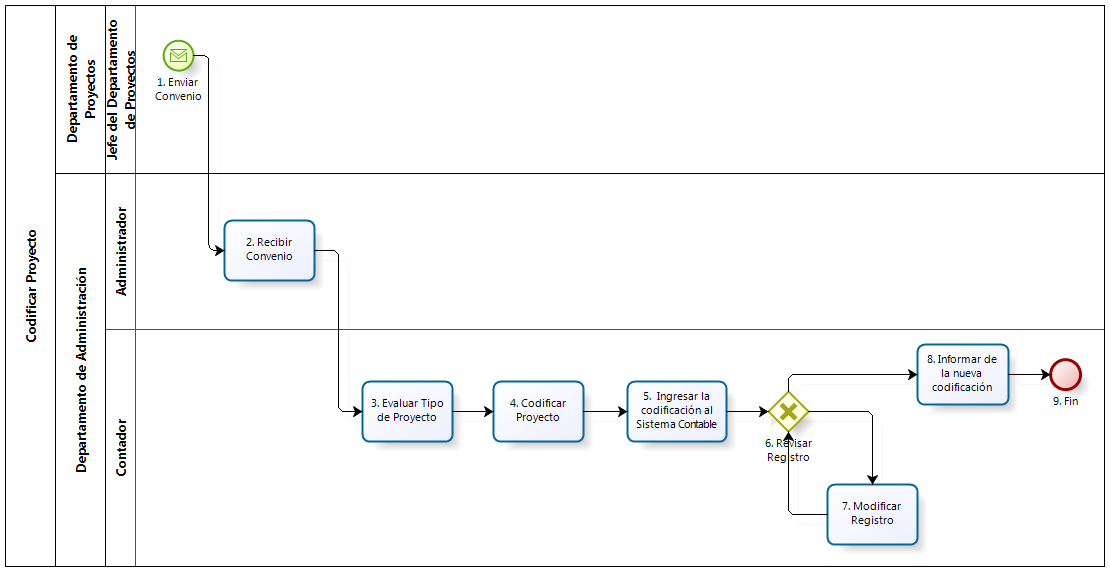 Codificar Proyecto
Departamento de
Proyectos
Jefe del Departamento
de Proyectos
1. Enviar
Convenio
Departamento de Administración
Administrador
2. Recibir
Convenio
Contador
3. Evaluar Tipo
de Proyecto
4. Codificar
Proyecto
5. Ingresar la
codificación al
Sistema Contable
6. Revisar
Registro
7. Modificar
Registro
8. Informar de
la nueva
codificación
9. Fin